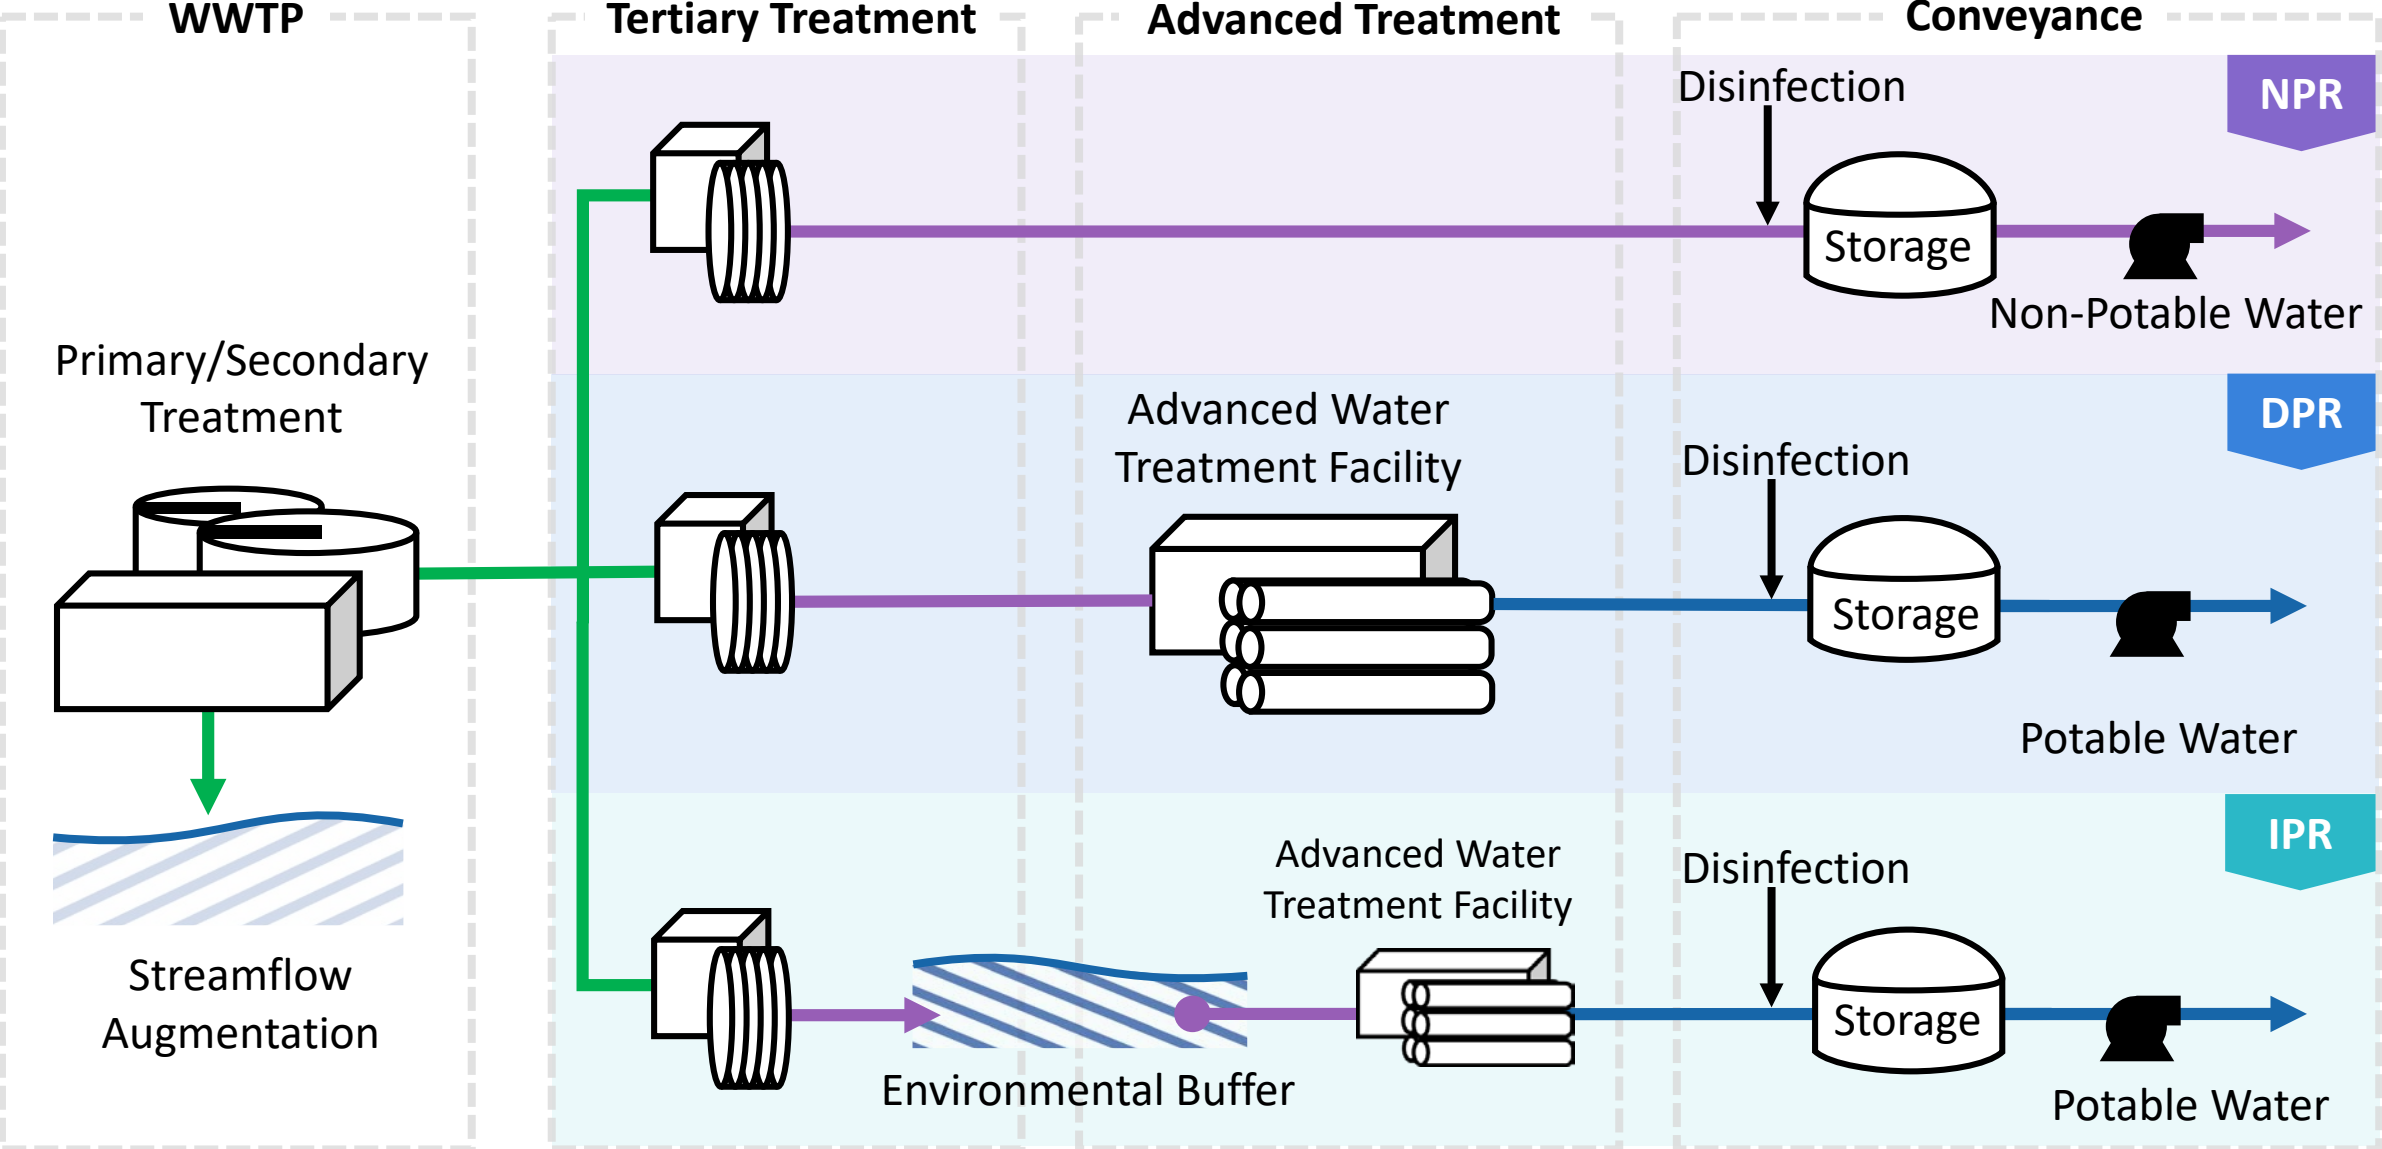 WWTP
Tertiary Treatment
Advanced Treatment
Conveyance
Primary/Secondary
Treatment
Streamflow
Augmentation
NPR
Disinfection
Storage
Non-Potable Water
DPR
Advanced Water
Treatment Facility
Disinfection
Storage
Potable Water
IPR
Environmental Buffer
Advanced Water
Treatment Facility
Disinfection
Storage
Potable Water